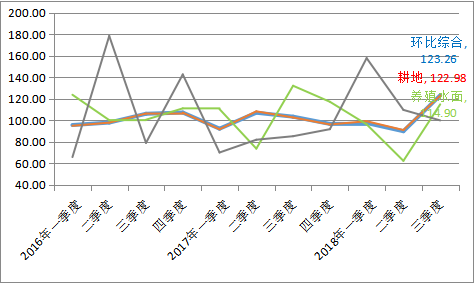 200.00
180.00
160.00
140.00
120.00
100.00
80.00
60.00
40.00
环比综合,
123.26
耕地, 122.98
养殖水面,
2016年一季度
二季度
三季度
四季度
2017年一季度
二季度
三季度
四季度
2018年一季度
二季度
三季度